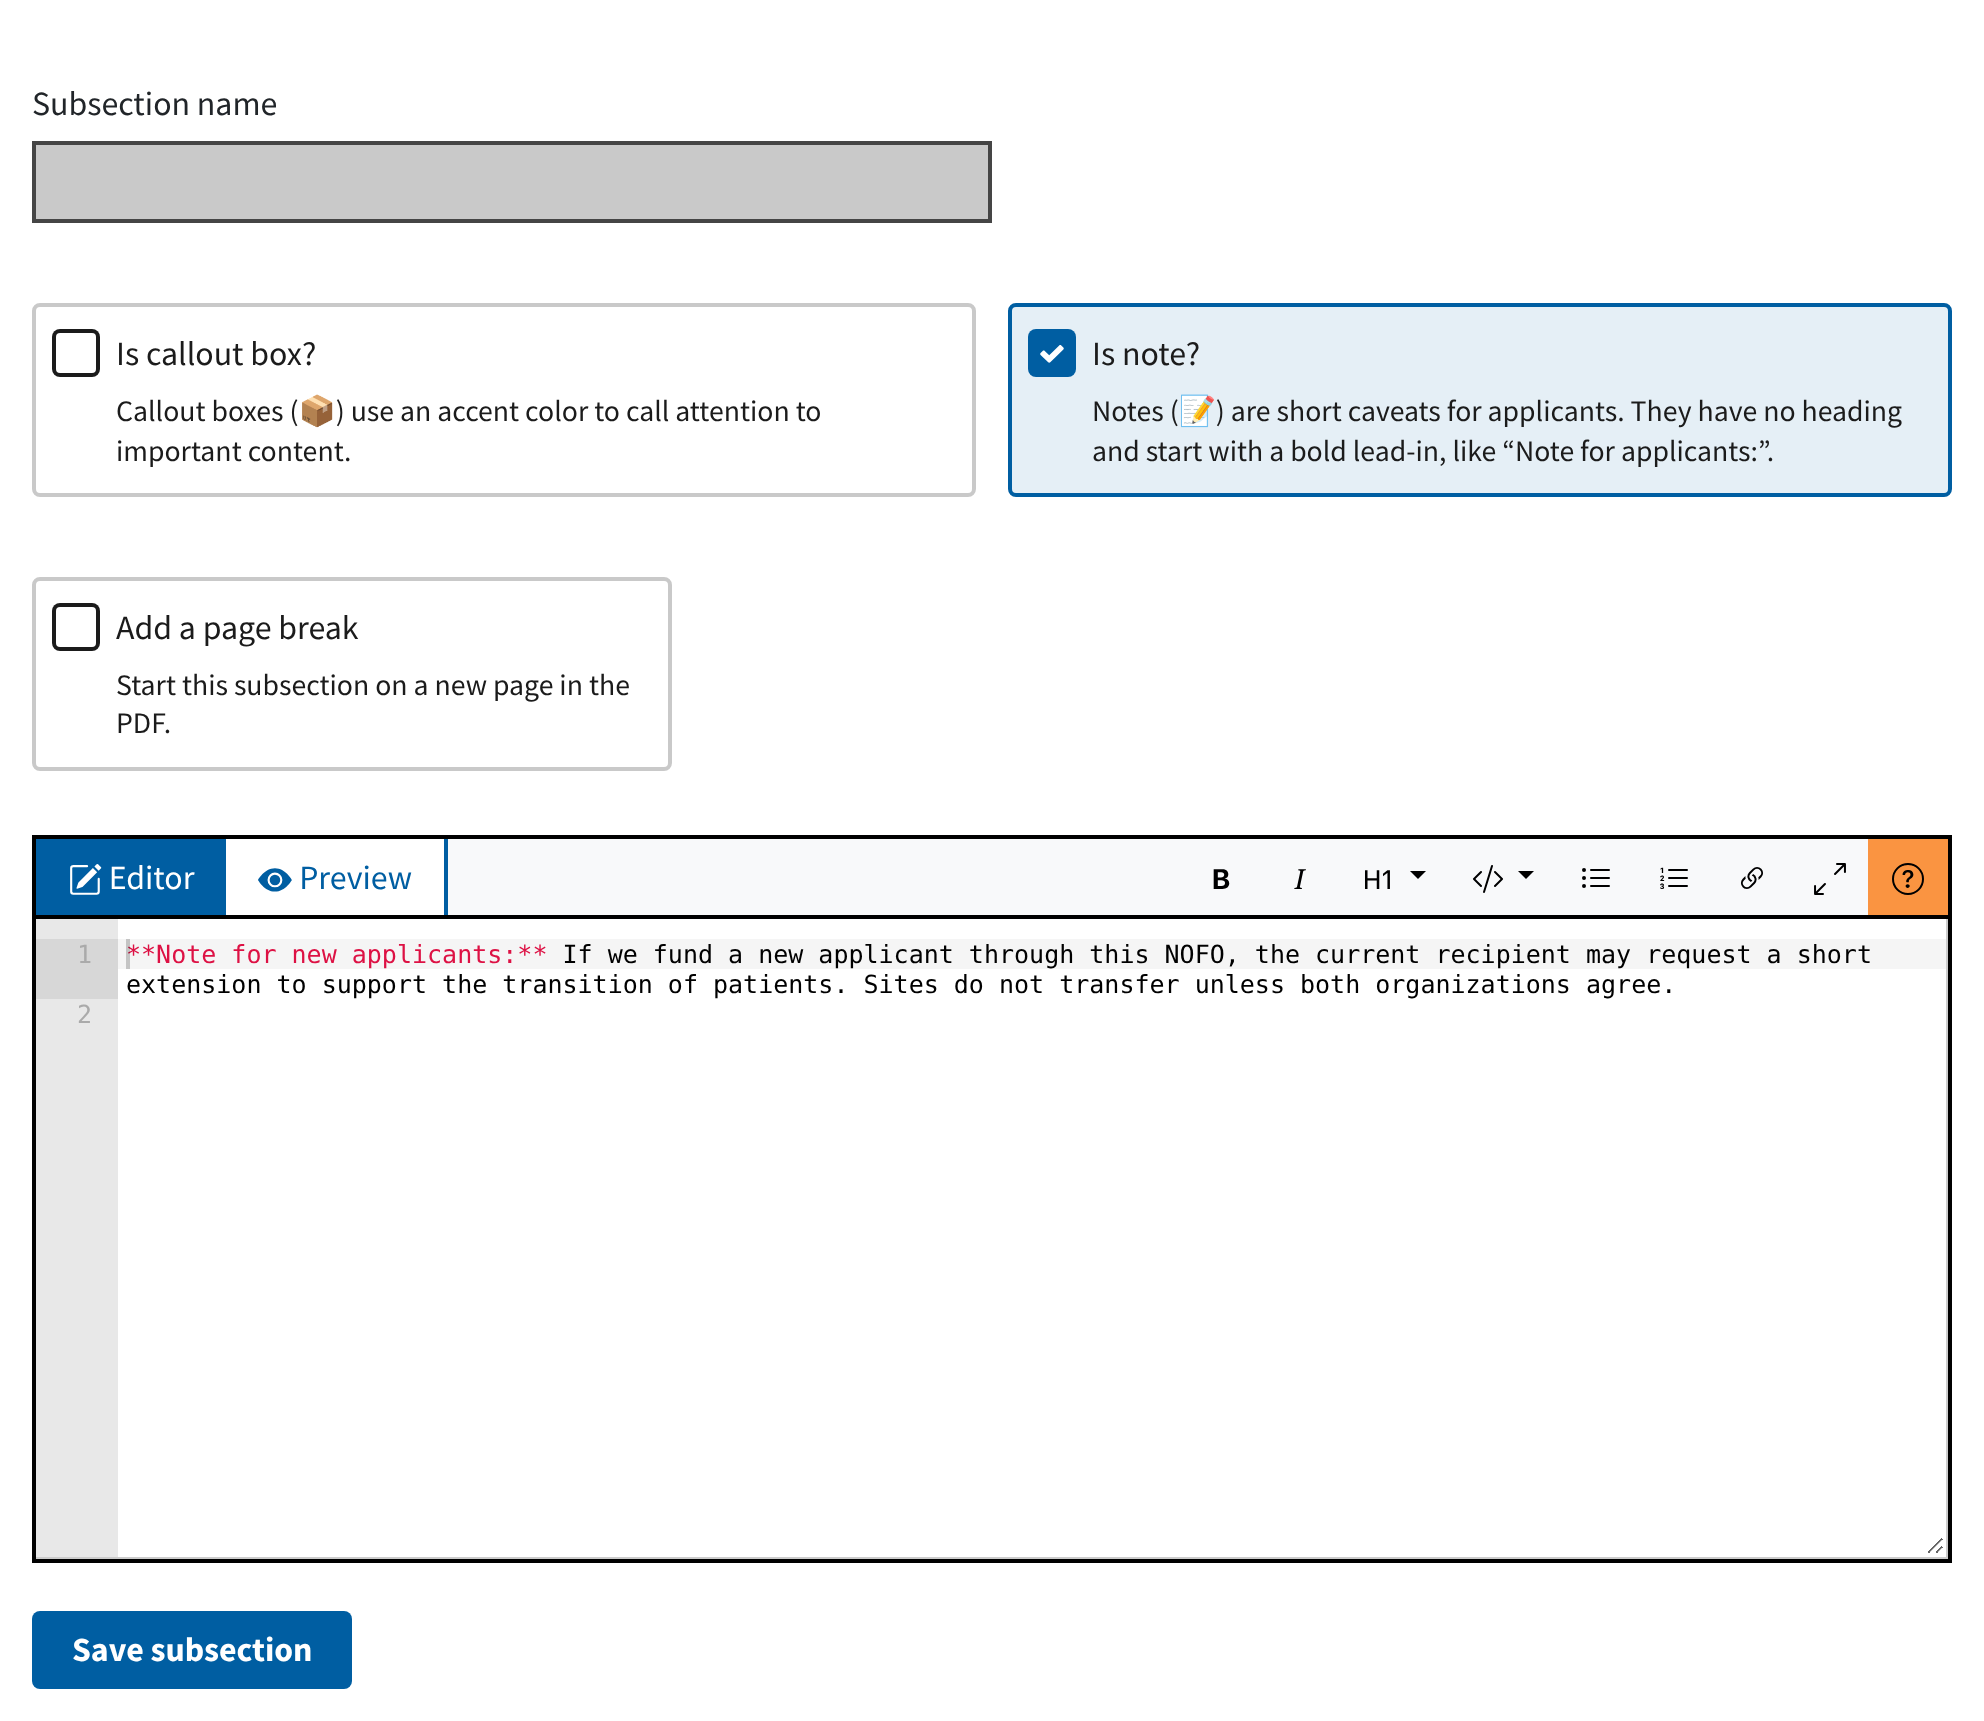 Subsection name
Is callout box?
Callout boxes (📦) use an accent color to call attention to
important content.
Is note?
Notes (📝) are short caveats for applicants. They have no heading
and start with a bold lead-in, like “Note for applicants:”.
Add a page break
Start this subsection on a new page in the
PDF.
Editor Preview B I H1 </> ?
1 **Note for new applicants:** If we fund a new applicant through this NOFO, the current recipient may request a short
extension to support the transition of patients. Sites do not transfer unless both organizations agree.
2
Save subsection